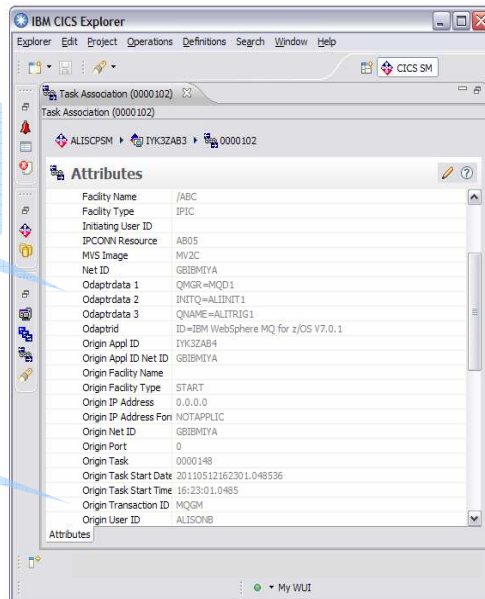 IBM CICS Explorer
Explorer Edit Project Operations Definitions Search Window Help
CICS SM
Task Association (0000102)
Task Association (0000102)
ALISCPSM IYK3ZAB3 0000102
Attributes
Facility Name /ABC
Facility Type IPIC
Initiating User ID
IPCONN Resource AB05
MVS Image MV2C
Net ID GBIBMIYA
Odaptrdata 1 QMGR=MQD1
Odaptrdata 2 INITQ=ALIINIT1
Odaptrdata 3 QNAME=ALITRIG1
Odaptrid ID=IBM WebSphere MQ for z/OS V7.0.1
Origin Appl ID IYK3ZAB4
Origin Appl ID Net ID GBIBMIYA
Origin Facility Name
Origin Facility Type START
Origin IP Address 0.0.0.0
Origin IP Address Forn NOTAPPLIC
Origin Net ID GBIBMIYA
Origin Port 0
Origin Task 0000148
Origin Task Start Date 20110512162301.048536
Origin Task Start Time 16:23:01.0485
Origin Transaction ID MQGM
Origin User ID ALISONB
Attributes
My WUI